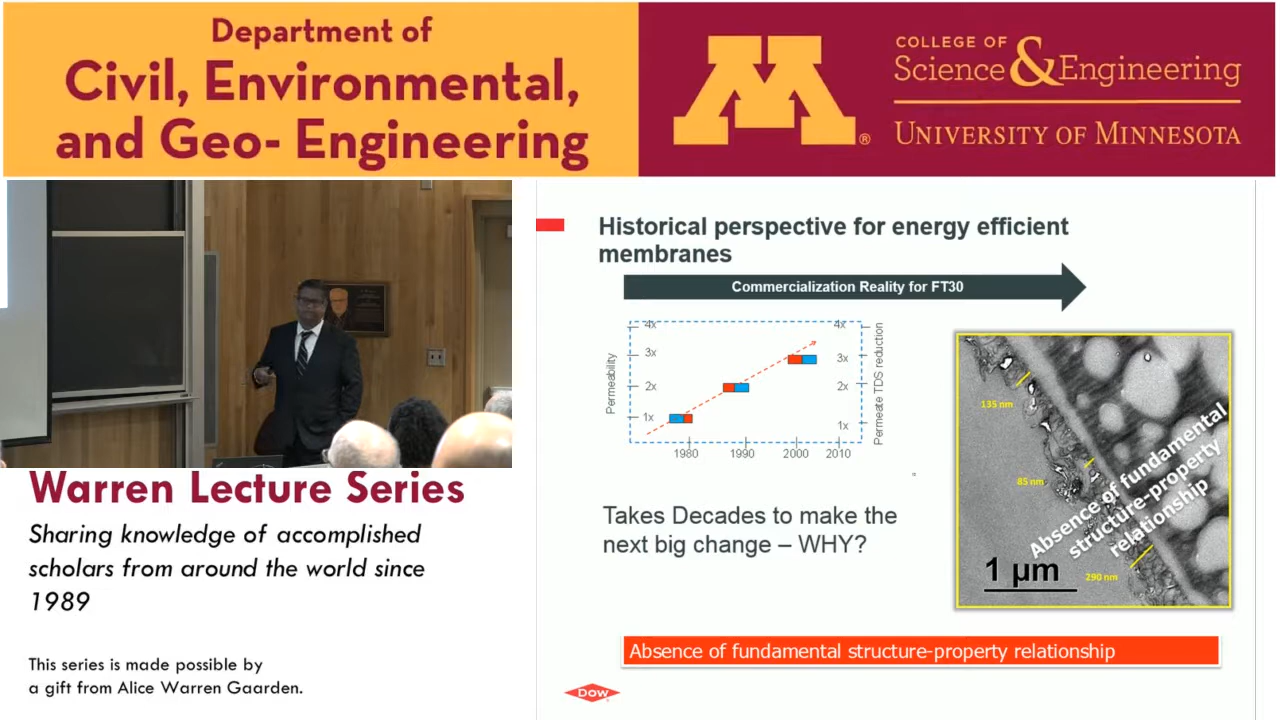 Department of
Civil, Environmental,
and Geo- Engineering
M®
COLLEGE OF
Science & Engineering
UNIVERSITY OF MINNESOTA
Warren Lecture Series
Sharing knowledge of accomplished
scholars from around the world since
1989
This series is made possible by
a gift from Alice Warren Gaarden.
Historical perspective for energy efficient
membranes
Commercialization Reality for FT30
Permeability
4x
3x
2x
1x
4x
3x
2x
1x
Permeate TDS reduction
1980
1990
2000
2010
Takes Decades to make the
next big change – WHY?
135 nm
85 nm
290 nm
Absence of fundamental
structure-property
relationship
1 µm
Absence of fundamental structure-property relationship
Dow